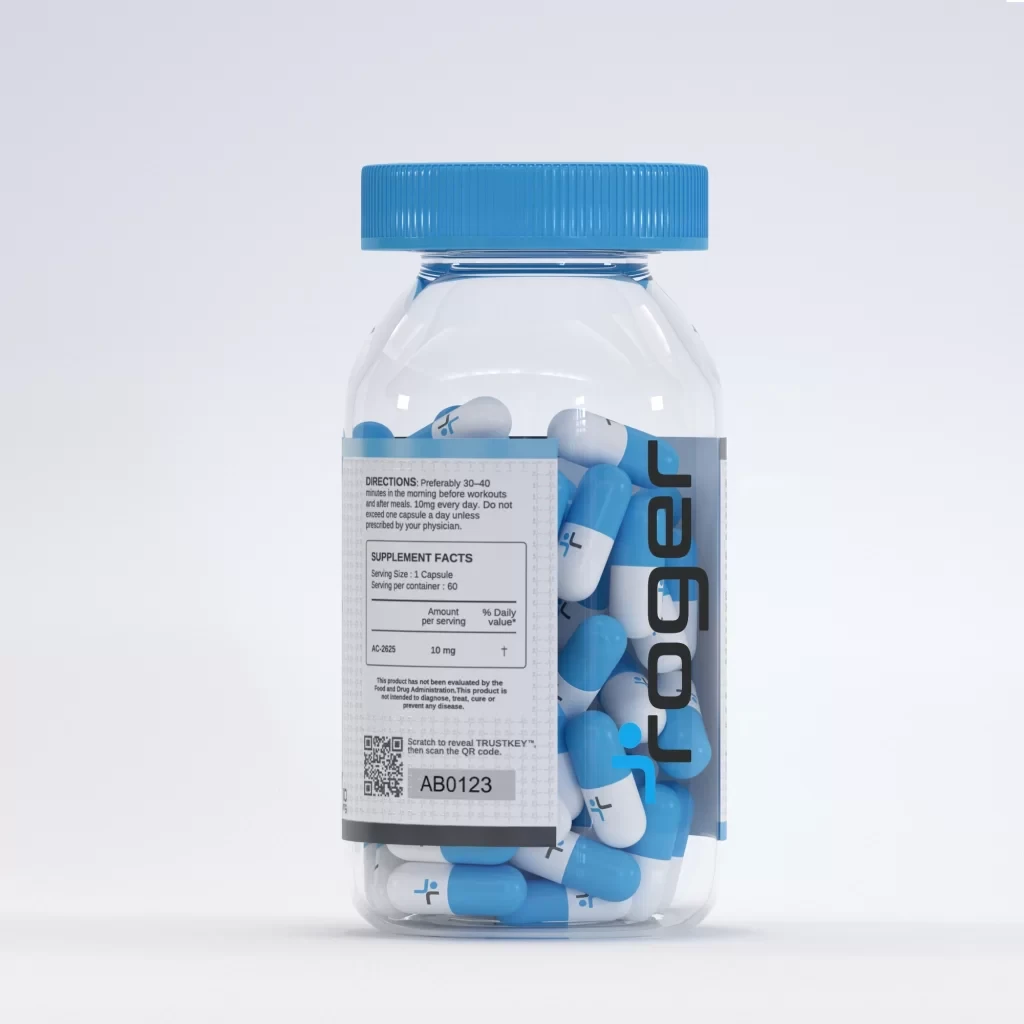 DIRECTIONS: Preferably 30–40
minutes in the morning before workouts
and after meals. 10mg every day. Do not
exceed one capsule a day unless
prescribed by your physician.
SUPPLEMENT FACTS
Serving Size : 1 Capsule
Serving per container : 60
Amount
per serving
% Daily
value*
AC-2625 10 mg †
This product has not been evaluated by the
Food and Drug Administration.This product is
not intended to diagnose, treat, cure or
prevent any disease.
Scratch to reveal TRUSTKEY™,
then scan the QR code.
AB0123
roger